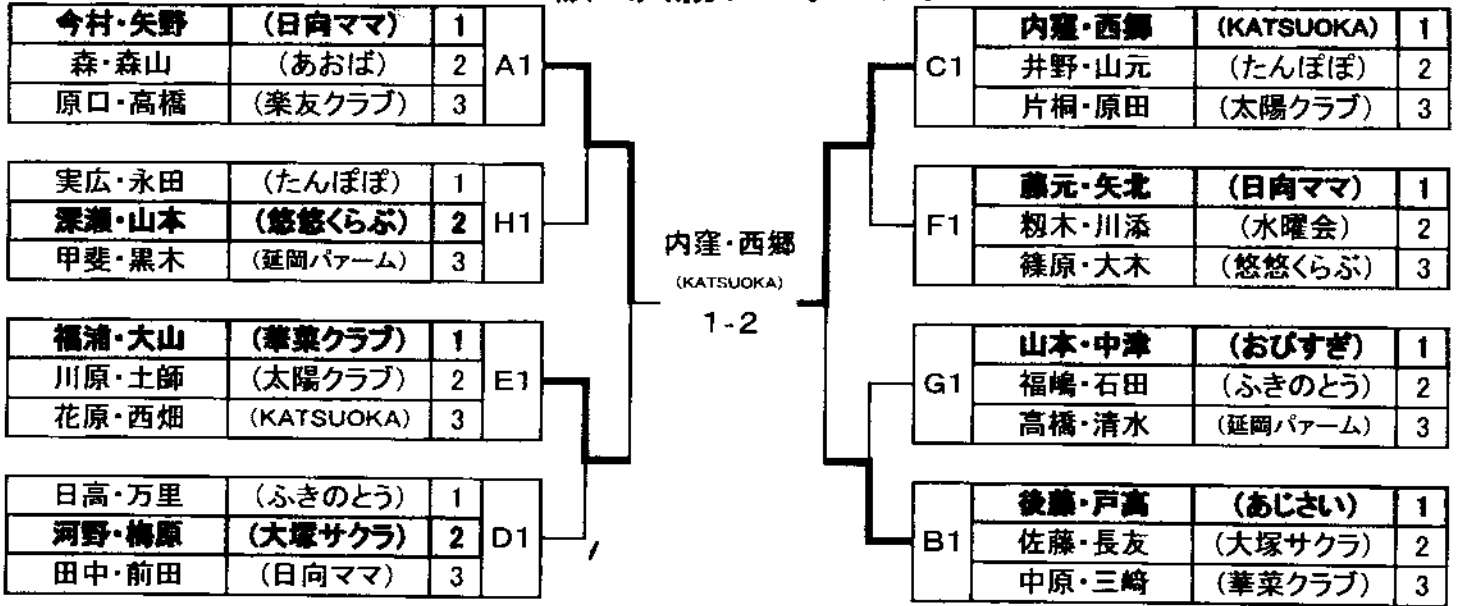 今村・矢野 (日向ママ) 1
森・森山 (あおば) 2 A1
原口・高橋 (楽友クラブ) 3
実広・永田 (たんぽぽ) 1
深瀬・山本 (悠悠くらぶ) 2 H1
甲斐・黒木 (延岡パァーム) 3
福浦・大山 (華菜クラブ) 1
川原・土師 (太陽クラブ) 2 E1
花原・西畑 (KATSUOKA) 3
日高・万里 (ふきのとう) 1
河野・梅原 (大塚サクラ) 2 D1
田中・前田 (日向ママ) 3
内窪・西郷
(KATSUOKA)
1-2
内窪・西郷 (KATSUOKA) 1
C1 井野・山元 (たんぽぽ) 2
片桐・原田 (太陽クラブ) 3
藤元・矢北 (日向ママ) 1
F1 籾木・川添 (水曜会) 2
篠原・大木 (悠悠くらぶ) 3
山本・中津 (おびすぎ) 1
G1 福嶋・石田 (ふきのとう) 2
高橋・清水 (延岡パァーム) 3
後藤・戸高 (あじさい) 1
B1 佐藤・長友 (大塚サクラ) 2
中原・三﨑 (華菜クラブ) 3